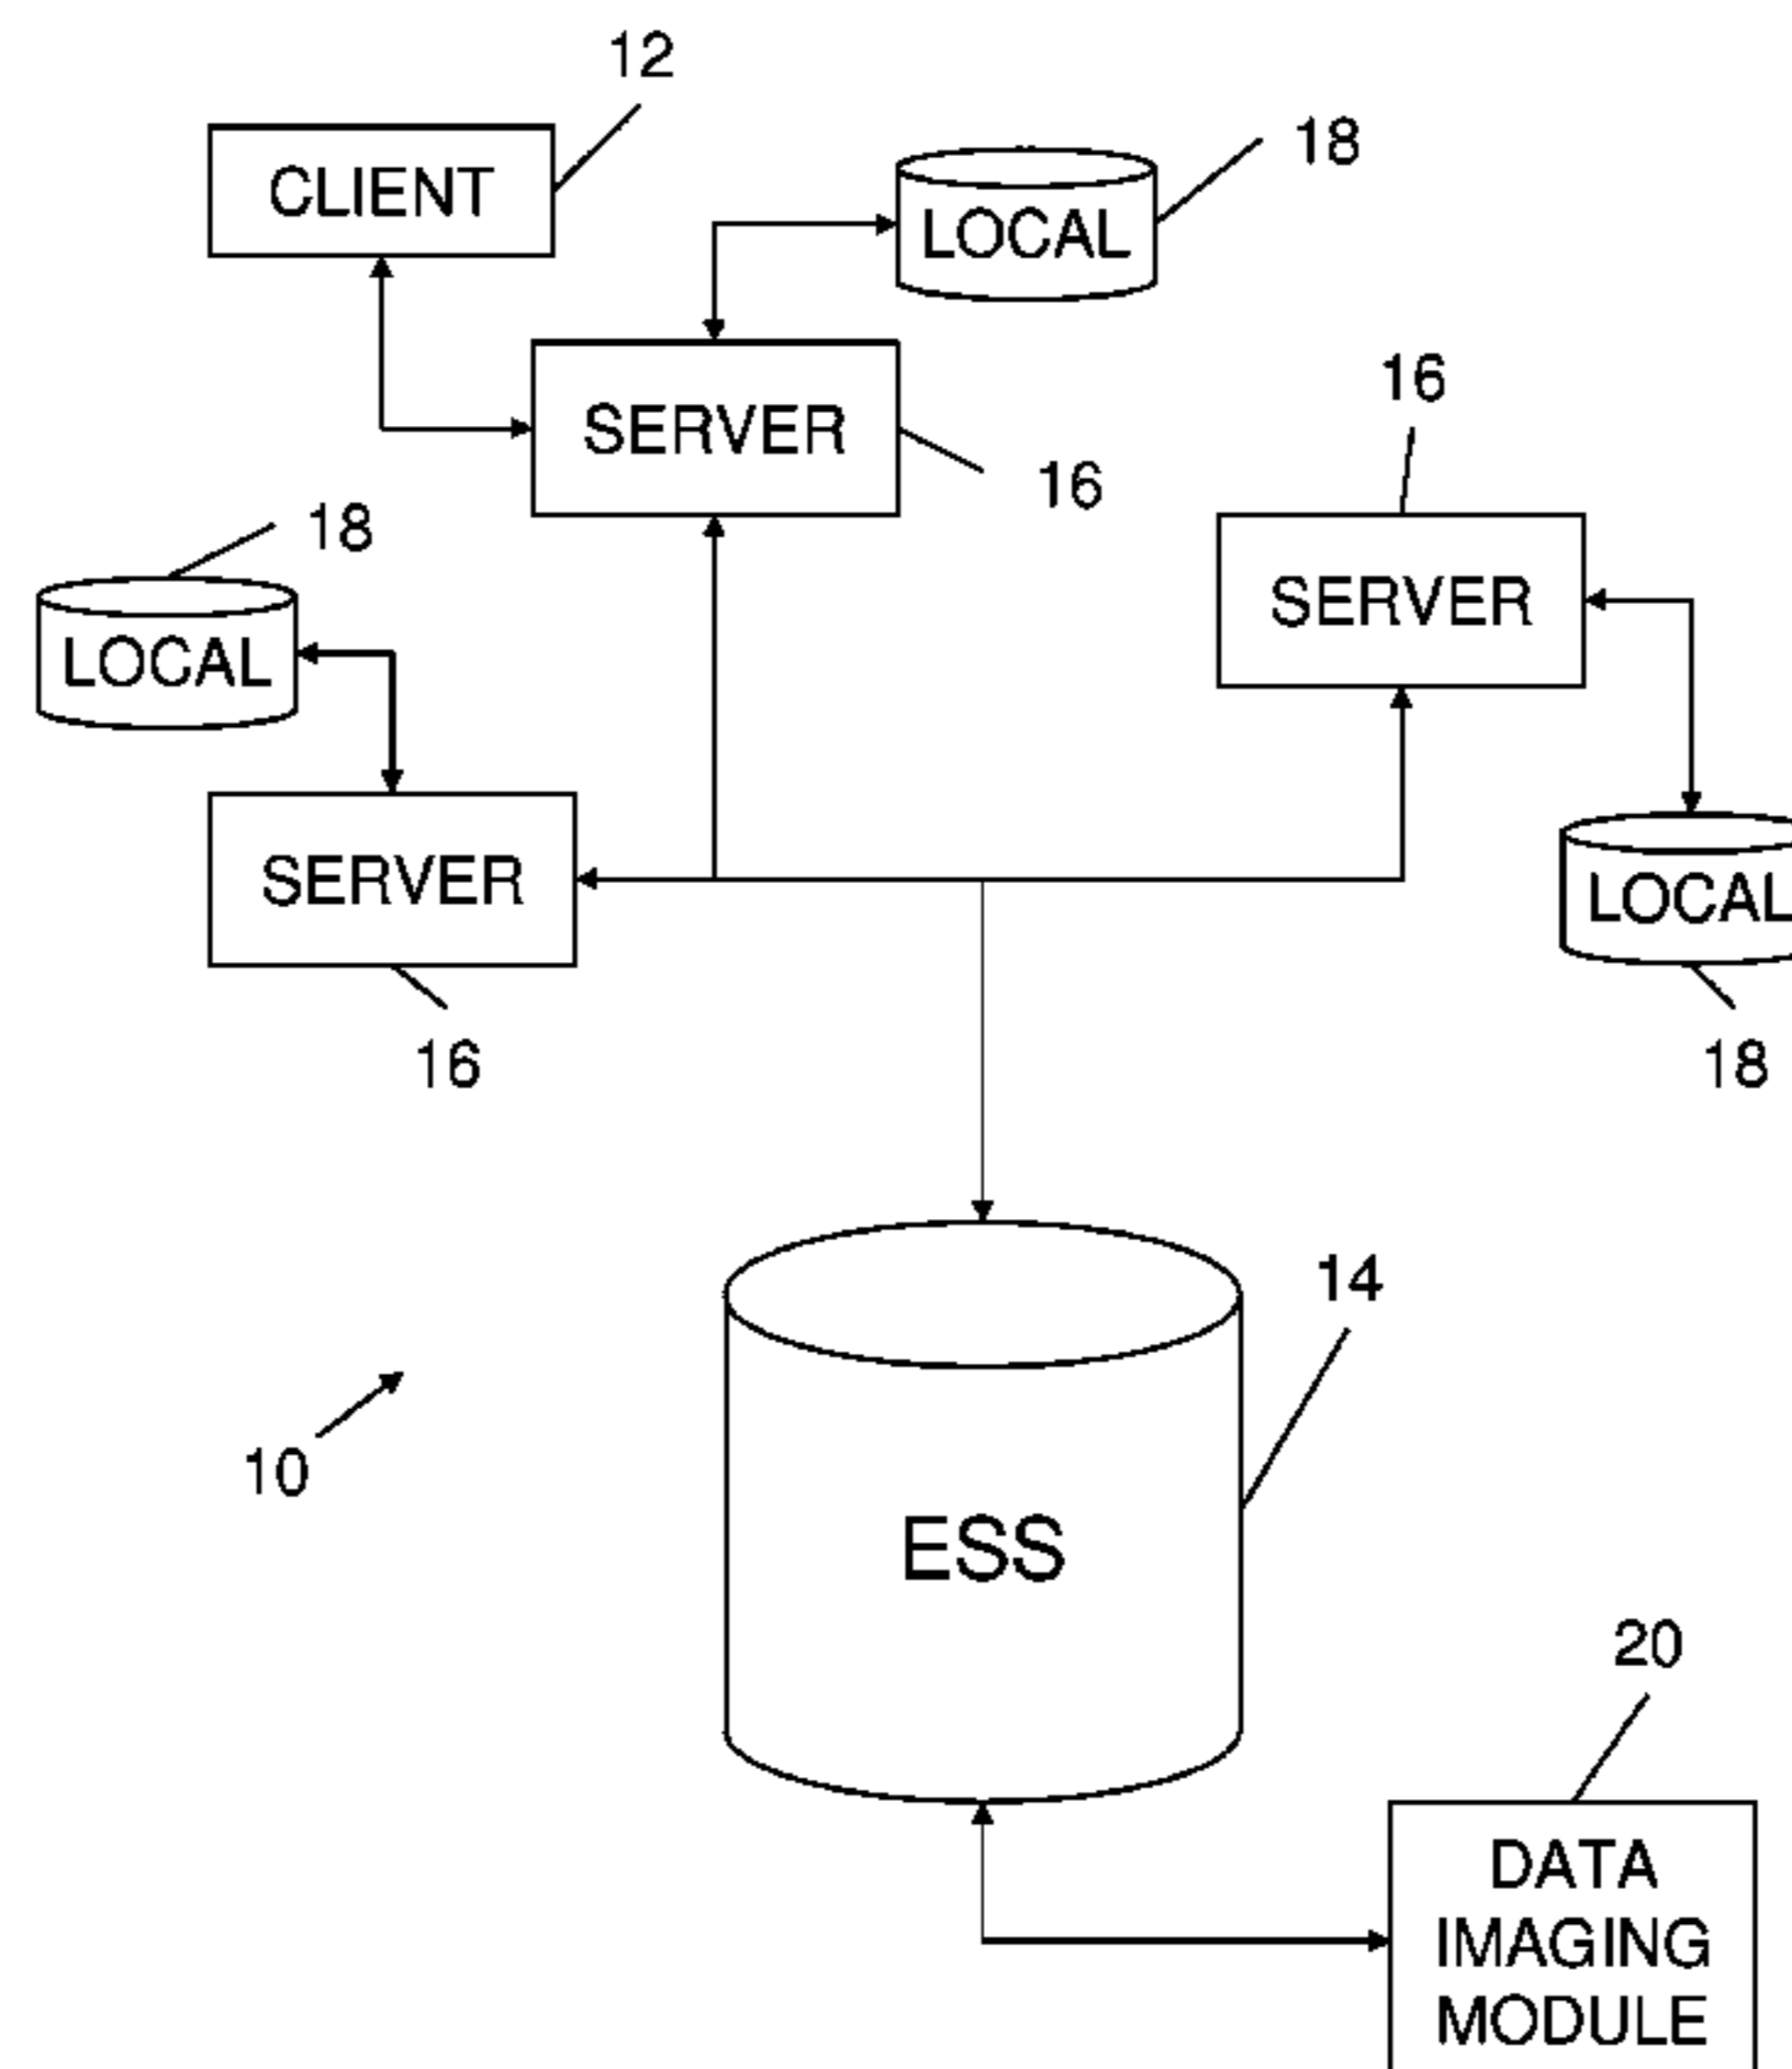 12
CLIENT
18
LOCAL
SERVER
16
16
18
SERVER
LOCAL
SERVER
LOCAL
16
18
14
10
ESS
20
DATA
IMAGING
MODULE